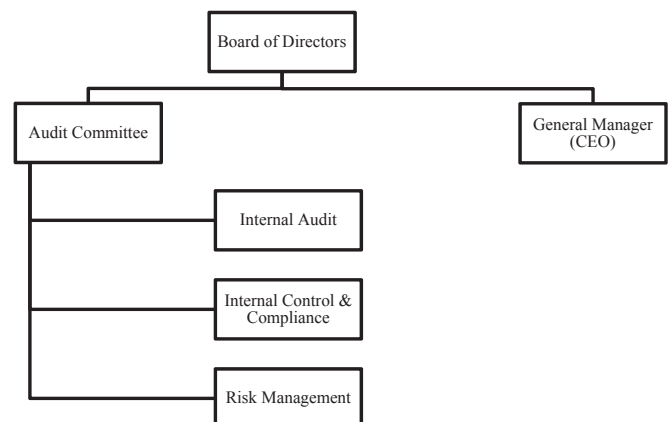 Board of Directors
Audit Committee
General Manager
(CEO)
Internal Audit
Internal Control &
Compliance
Risk Management